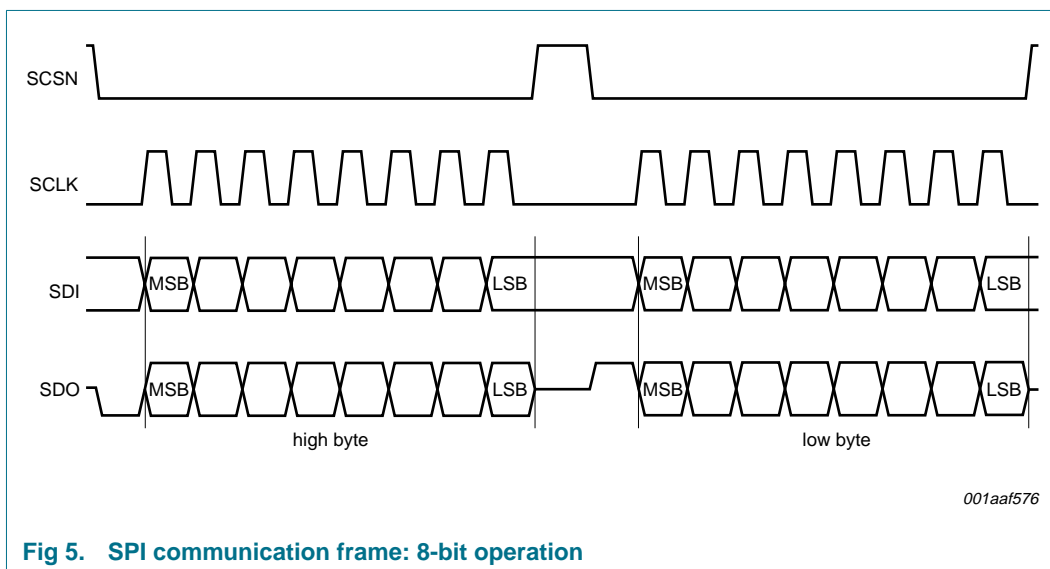 SCSN
SCLK
SDI
MSB
LSB
MSB
LSB
SDO
MSB
LSB
MSB
LSB
high byte
low byte
001aaf576
Fig 5. SPI communication frame: 8-bit operation